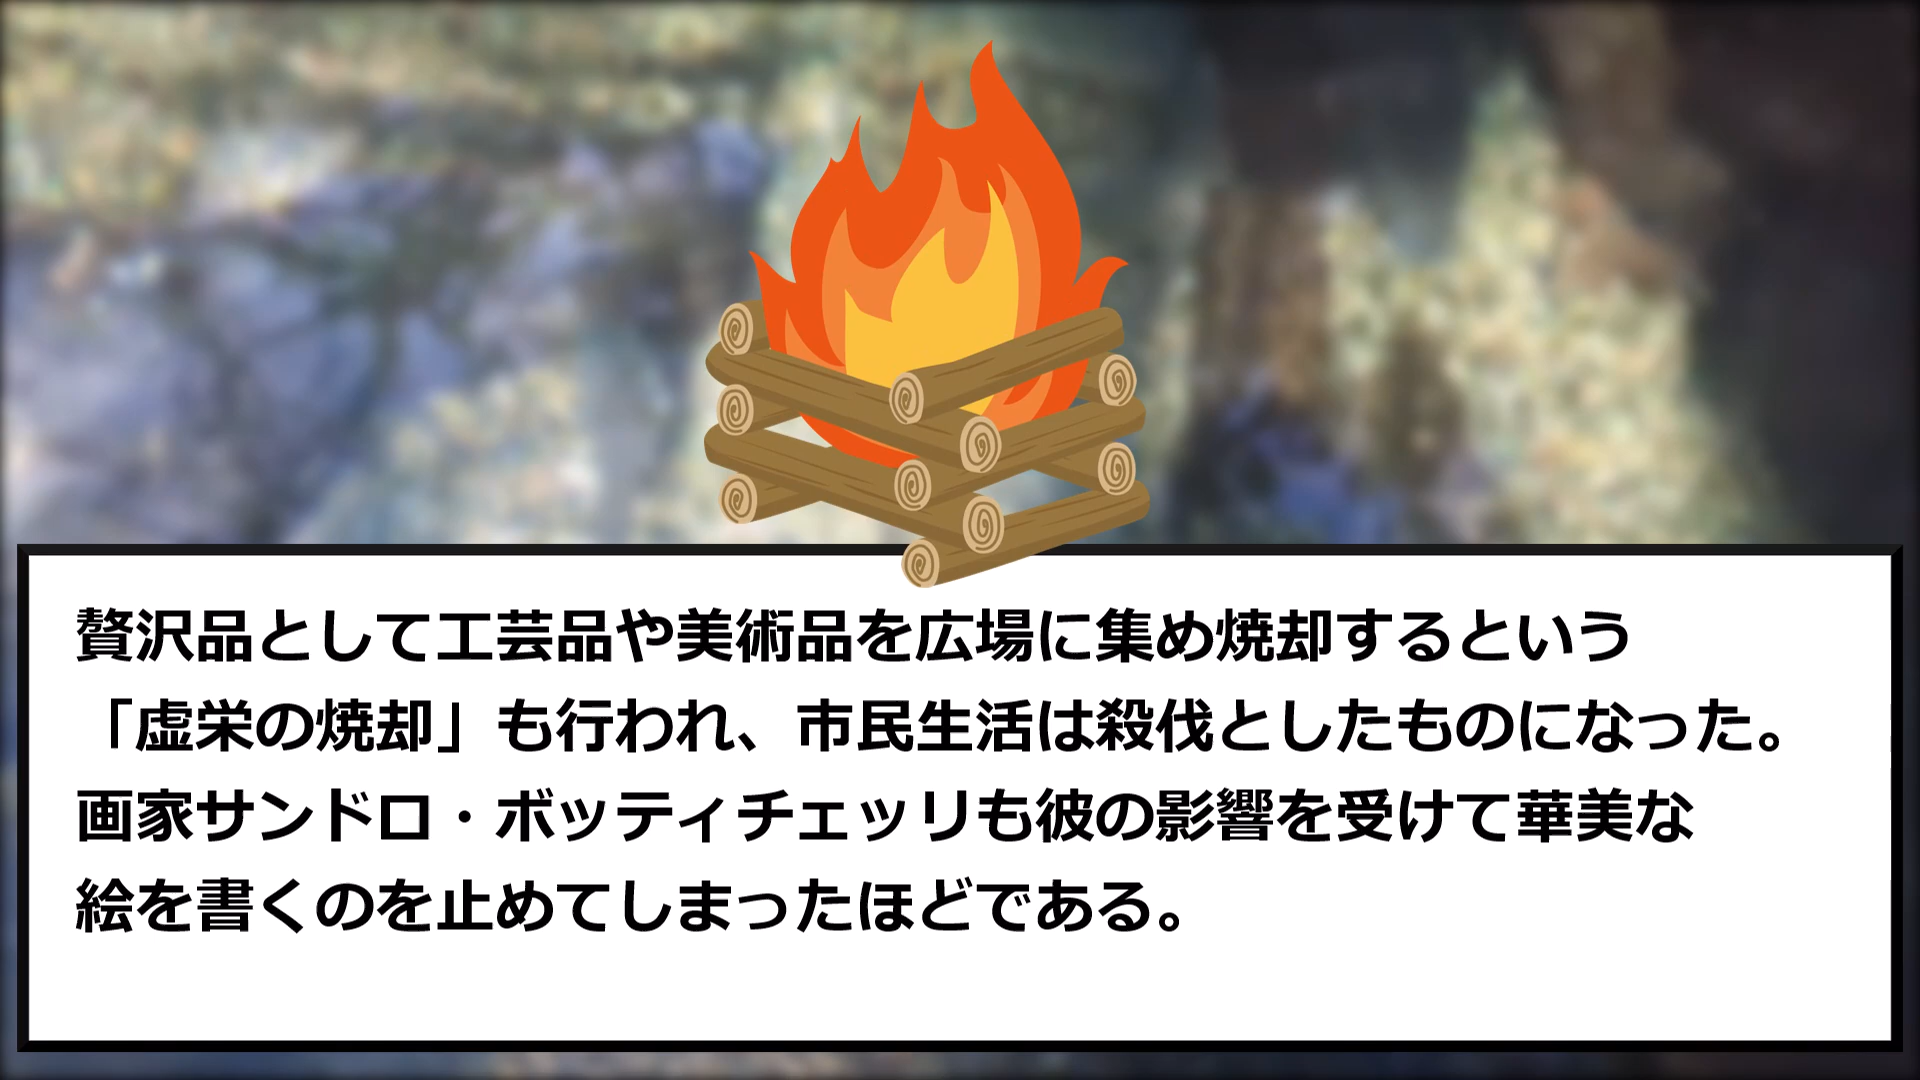 贅沢品として工芸品や美術品を広場に集め焼却するという
「虚栄の焼却」も行われ、市民生活は殺伐としたものになった。
画家サンドロ・ボッティチェッリも彼の影響を受けて華美な
絵を書くのを止めてしまったほどである。